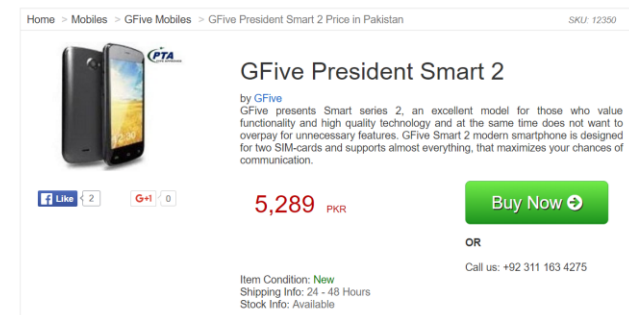 Home > Mobiles > GFive Mobiles > GFive President Smart 2 Price in Pakistan
SKU: 12350
PTA
GFive President Smart 2
by GFive
GFive presents Smart series 2, an excellent model for those who value
functionality and high quality technology and at the same time does not want to
overpay for unnecessary features. GFive Smart 2 modern smartphone is designed
for two SIM-cards and supports almost everything, that maximizes your chances of
communication.
Like 2
G+1 0
5,289 PKR
Buy Now
OR
Call us: +92 311 163 4275
Item Condition: New
Shipping Info: 24 - 48 Hours
Stock Info: Available